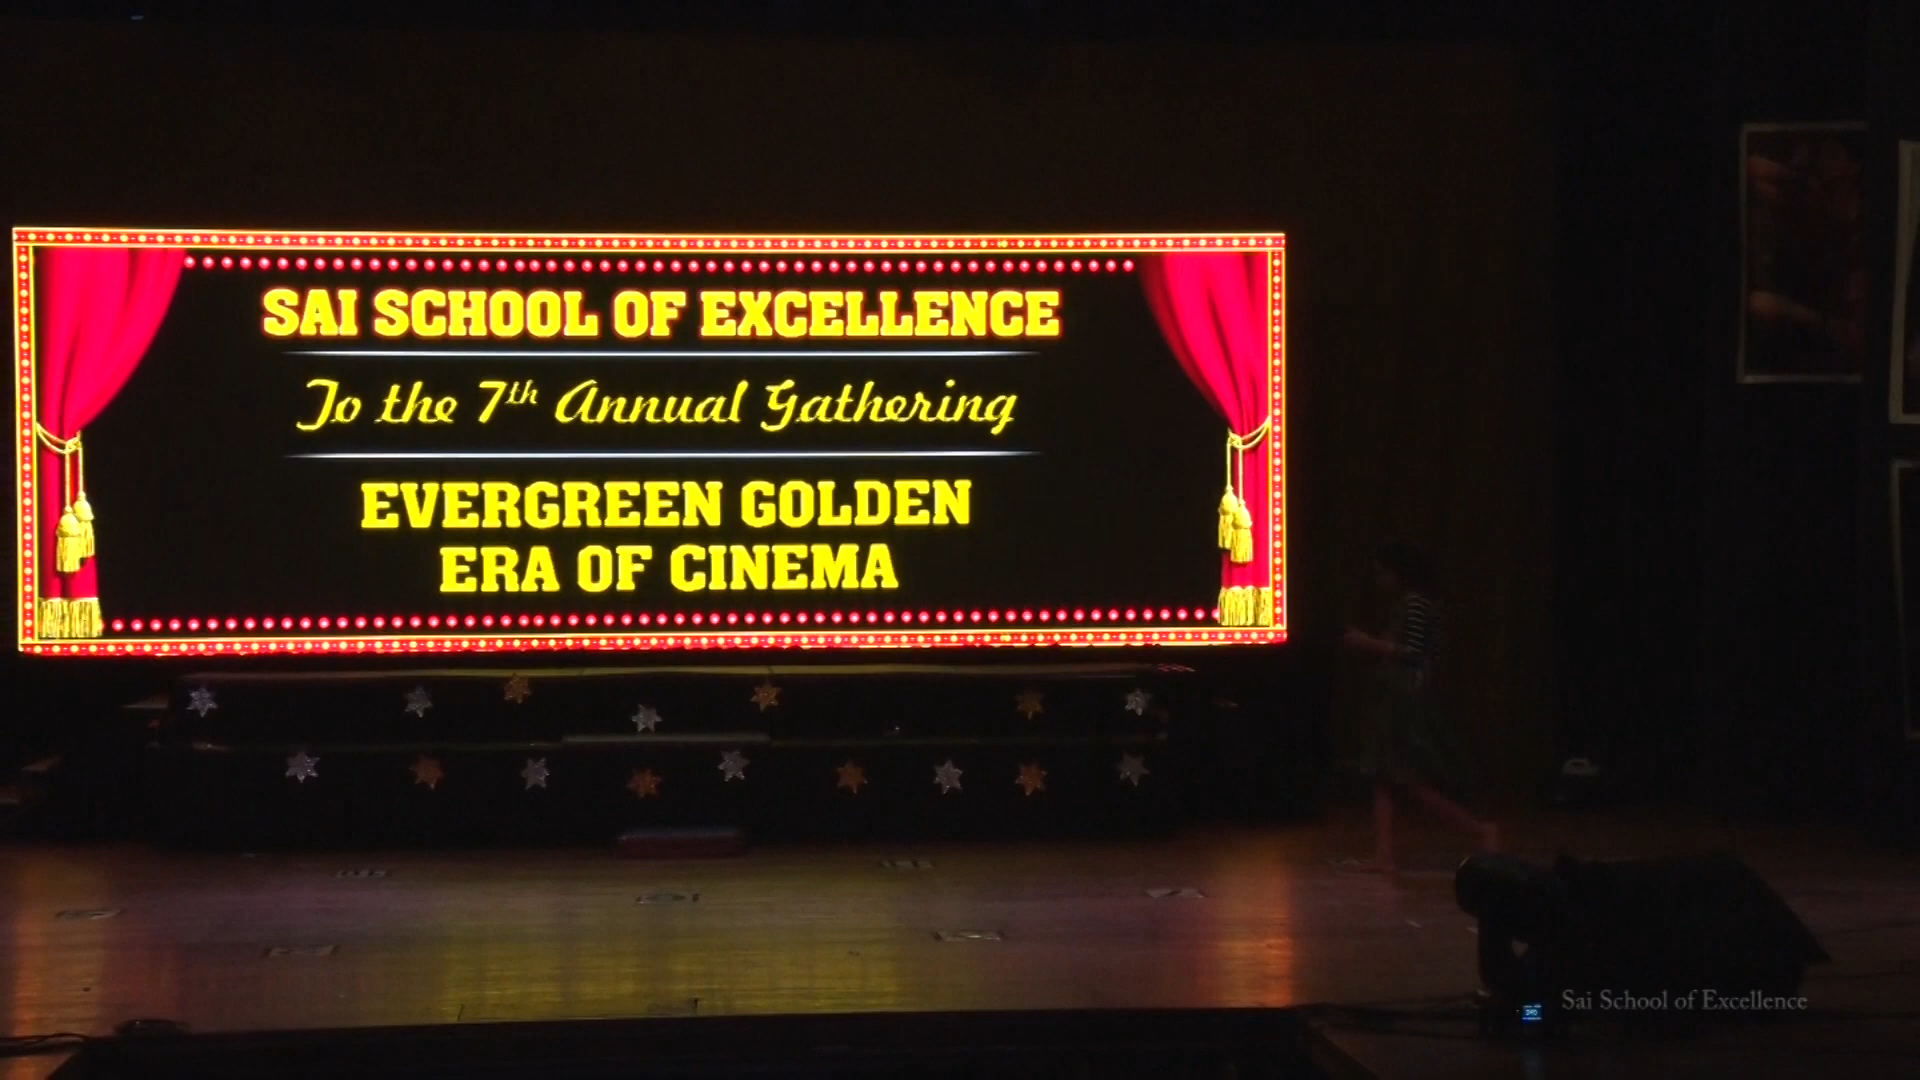 SAI SCHOOL OF EXCELLENCE
To the 7th Annual Gathering
EVERGREEN GOLDEN
ERA OF CINEMA
Sai School of Excellence